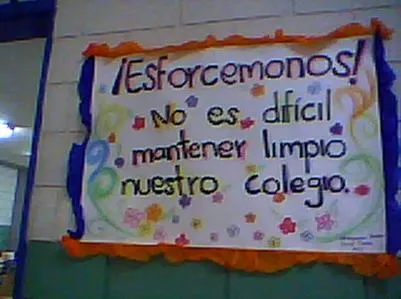 ¡Esforcemonos!
No es difícil
mantener limpio
nuestro colegio.